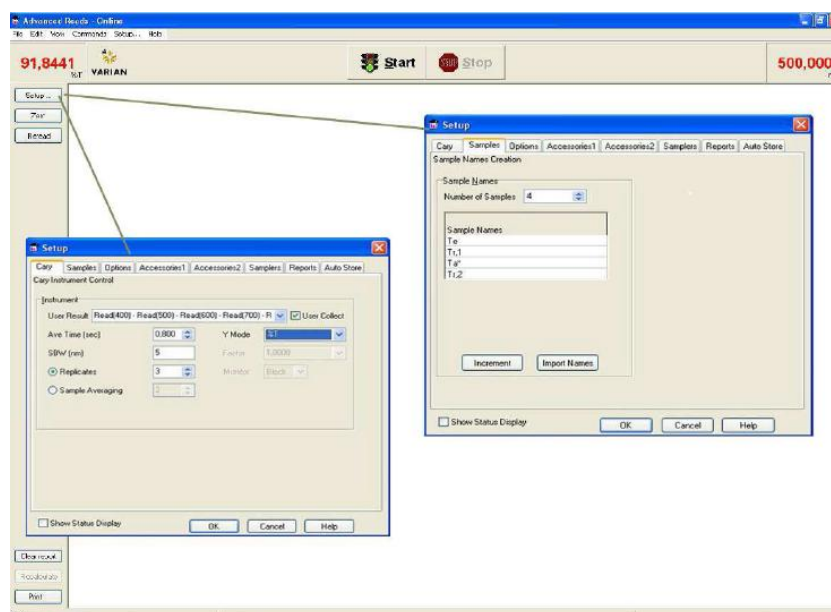 Advanced Reads - Online
File Edit View Commands Setup... Help
91,8441
%T
VARIAN
Start
STOP Stop
500,000
Setup...
Zero
Reread
Setup
Cary Samples Options Accessories1 Accessories2 Samplers Reports Auto Store
Sample Names Creation
Sample Names
Number of Samples 4
Sample Names
Te
Tr,1
Ta*
Tr,2
Increment Import Names
Show Status Display OK Cancel Help
Setup
Cary Samples Options Accessories1 Accessories2 Samplers Reports Auto Store
Cary Instrument Control
Instrument
User Result Read(400) - Read(500) - Read(600) - Read(700) - R User Collect
Ave Time (sec) 0,800 Y Mode %T
SBW (nm) 5 Factor 1,0000
Replicates 3 Monitor Block
Sample Averaging
Show Status Display OK Cancel Help
Clear report
Recalculate
Print